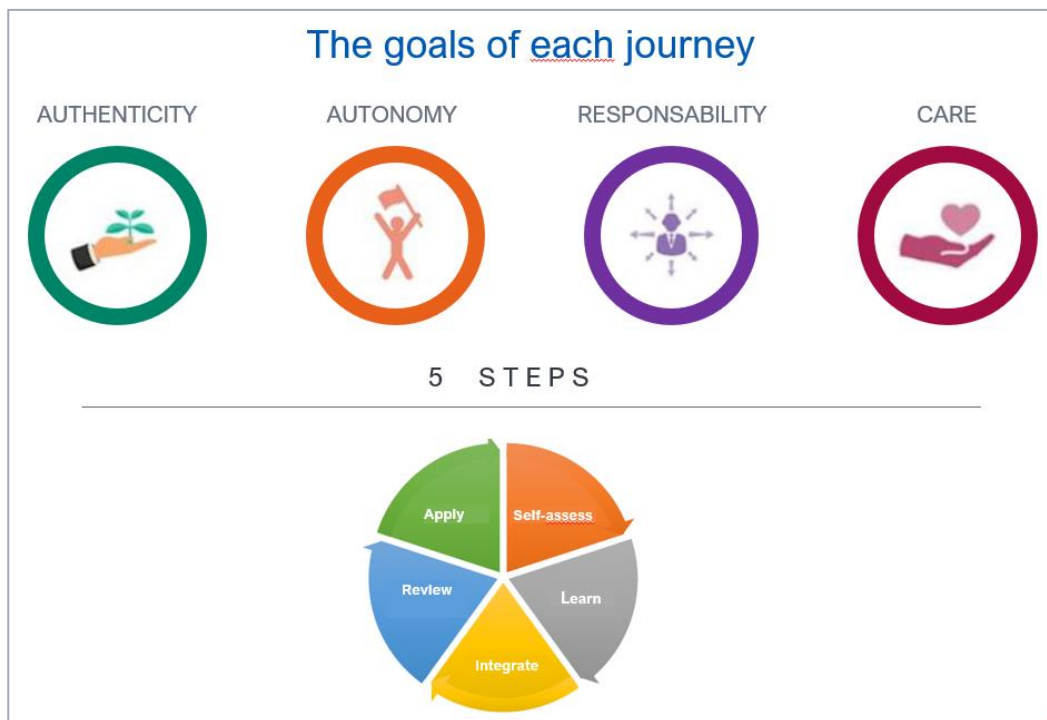 The goals of each journey
AUTHENTICITY
AUTONOMY
RESPONSABILITY
CARE
5 STEPS
Self-assess
Learn
Integrate
Review
Apply